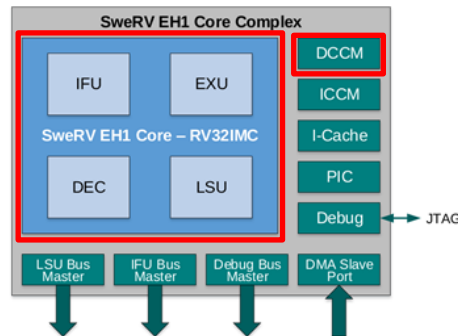 SweRV EH1 Core Complex
IFU
EXU
SweRV EH1 Core – RV32IMC
DEC
LSU
DCCM
ICCM
I-Cache
PIC
Debug
JTAG
LSU Bus
Master
IFU Bus
Master
Debug Bus
Master
DMA Slave
Port